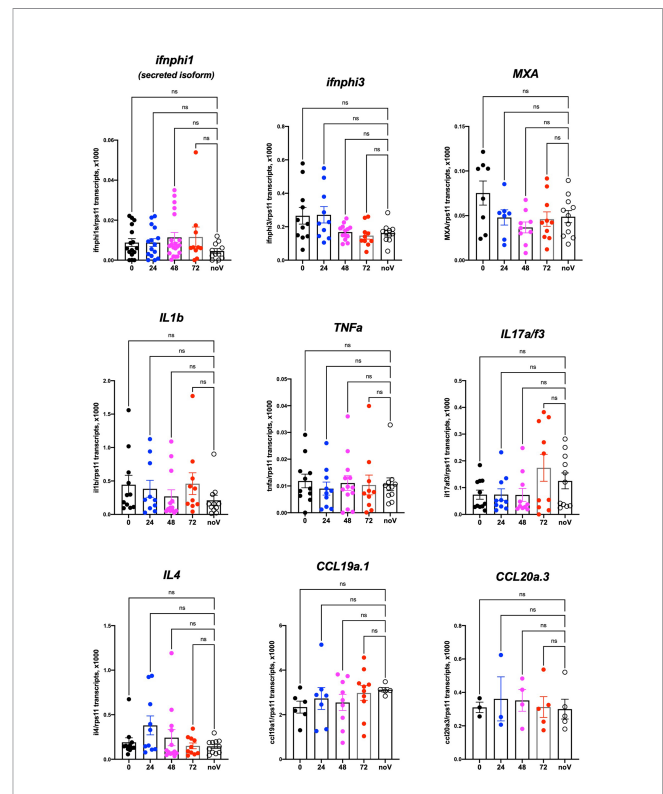 ifnphi1
(secreted isoform)
ns
ns
ns
ns
0.06
0.04
0.02
0.00
ifnphi1s/rps11 transcripts, x1000
0 24 48 72 noV
ifnphi3
ns
ns
ns
ns
0.8
0.6
0.4
0.2
0.0
ifnphi3/rps11 transcripts, x1000
0 24 48 72 noV
MXA
ns
ns
ns
ns
0.15
0.10
0.05
0.00
MXA/rps11 transcripts, x1000
0 24 48 72 noV
IL1b
ns
ns
ns
ns
2.0
1.5
1.0
0.5
0.0
il1b/rps11 transcripts, x1000
0 24 48 72 noV
TNFa
ns
ns
ns
ns
0.05
0.04
0.03
0.02
0.01
0.00
tnfa/rps11 transcripts, x1000
0 24 48 72 noV
IL17a/f3
ns
ns
ns
ns
0.5
0.4
0.3
0.2
0.1
0.0
il17af3/rps11 transcripts, x1000
0 24 48 72 noV
IL4
ns
ns
ns
ns
2.0
1.5
1.0
0.5
0.0
il4/rps11 transcripts, x1000
0 24 48 72 noV
CCL19a.1
ns
ns
ns
ns
6
4
2
0
ccl19a1/rps11 transcripts, x1000
0 24 48 72 noV
CCL20a.3
ns
ns
ns
ns
0.8
0.6
0.4
0.2
0.0
ccl20a3/rps11 transcripts, x1000
0 24 48 72 noV